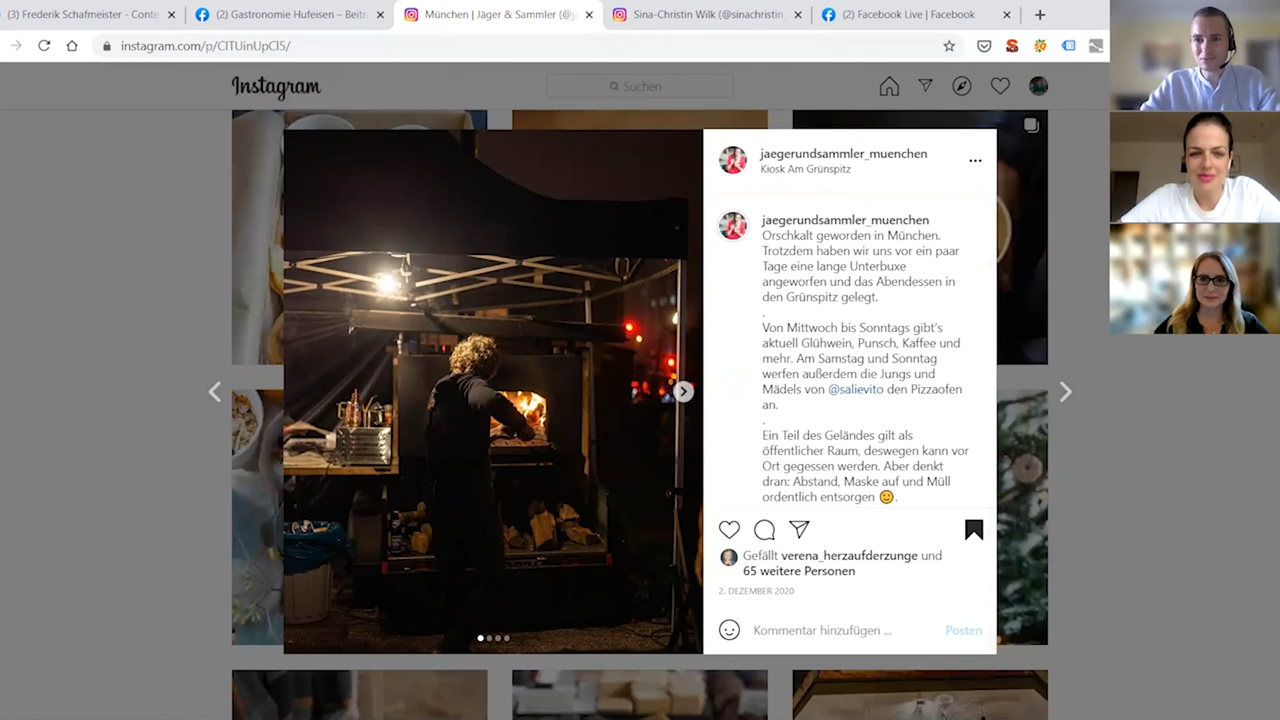 (3) Frederik Schafmeister - Conte
(2) Gastronomie Hufeisen – Beitr
München | Jäger & Sammler (@j
Sina-Christin Wilk (@sinachristin_
(2) Facebook Live | Facebook
instagram.com/p/CITUinUpCl5/
Instagram
Suchen
jaegerundsammler_muenchen
Kiosk Am Grünspitz
jaegerundsammler_muenchen
Orschkalt geworden in München.
Trotzdem haben wir uns vor ein paar
Tage eine lange Unterbuxe
angeworfen und das Abendessen in
den Grünspitz gelegt.
.
Von Mittwoch bis Sonntags gibt's
aktuell Glühwein, Punsch, Kaffee und
mehr. Am Samstag und Sonntag
werfen außerdem die Jungs und
Mädels von @salievito den Pizzaofen
an.
.
Ein Teil des Geländes gilt als
öffentlicher Raum, deswegen kann vor
Ort gegessen werden. Aber denkt
dran: Abstand, Maske auf und Müll
ordentlich entsorgen 🙂.
Gefällt verena_herzaufderzunge und
65 weitere Personen
2. DEZEMBER 2020
Kommentar hinzufügen ...
Posten